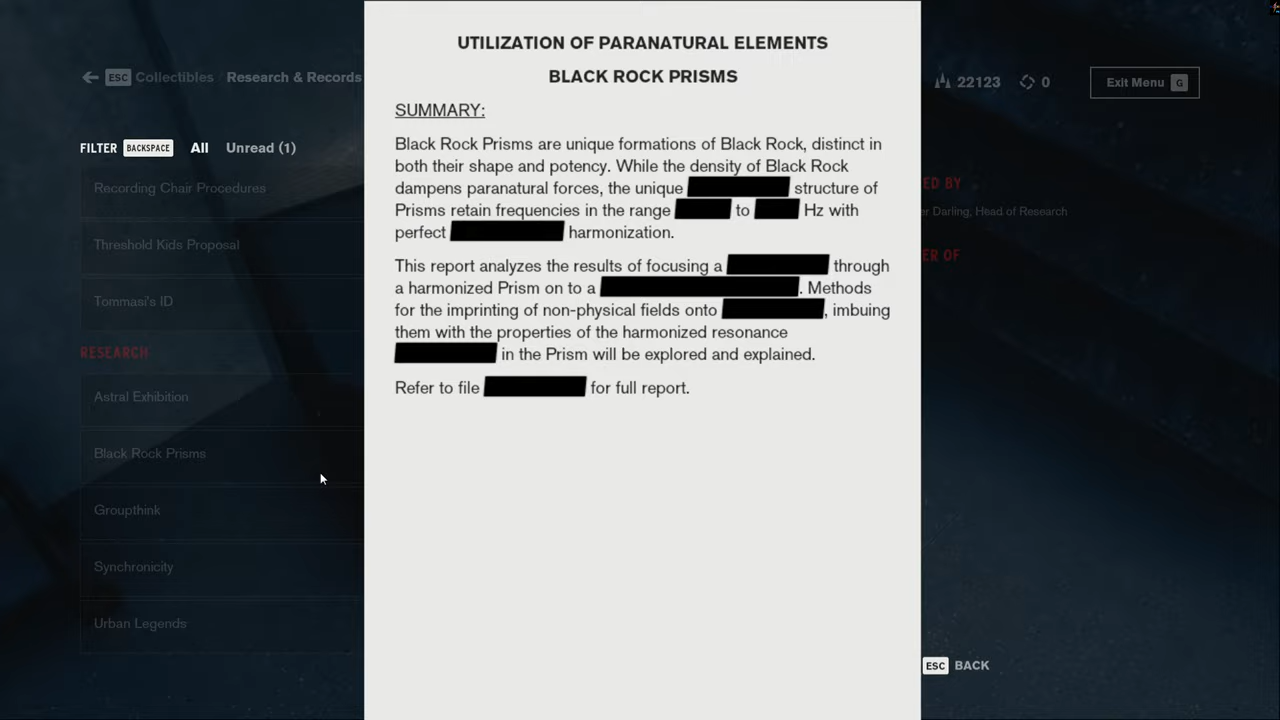 UTILIZATION OF PARANATURAL ELEMENTS
BLACK ROCK PRISMS
ESC Collectibles / Research & Records
22123 0 Exit Menu G
SUMMARY:
FILTER BACKSPACE All Unread (1)
Black Rock Prisms are unique formations of Black Rock, distinct in
both their shape and potency. While the density of Black Rock
dampens paranatural forces, the unique structure of
Prisms retain frequencies in the range to Hz with
perfect harmonization.
This report analyzes the results of focusing a through
a harmonized Prism on to a . Methods
for the imprinting of non-physical fields onto , imbuing
them with the properties of the harmonized resonance
in the Prism will be explored and explained.
Refer to file for full report.
Recording Chair Procedures
Threshold Kids Proposal
Tommasi's ID
RESEARCH
Astral Exhibition
Black Rock Prisms
Groupthink
Synchronicity
Urban Legends
ED BY
er Darling, Head of Research
ER OF
ESC BACK